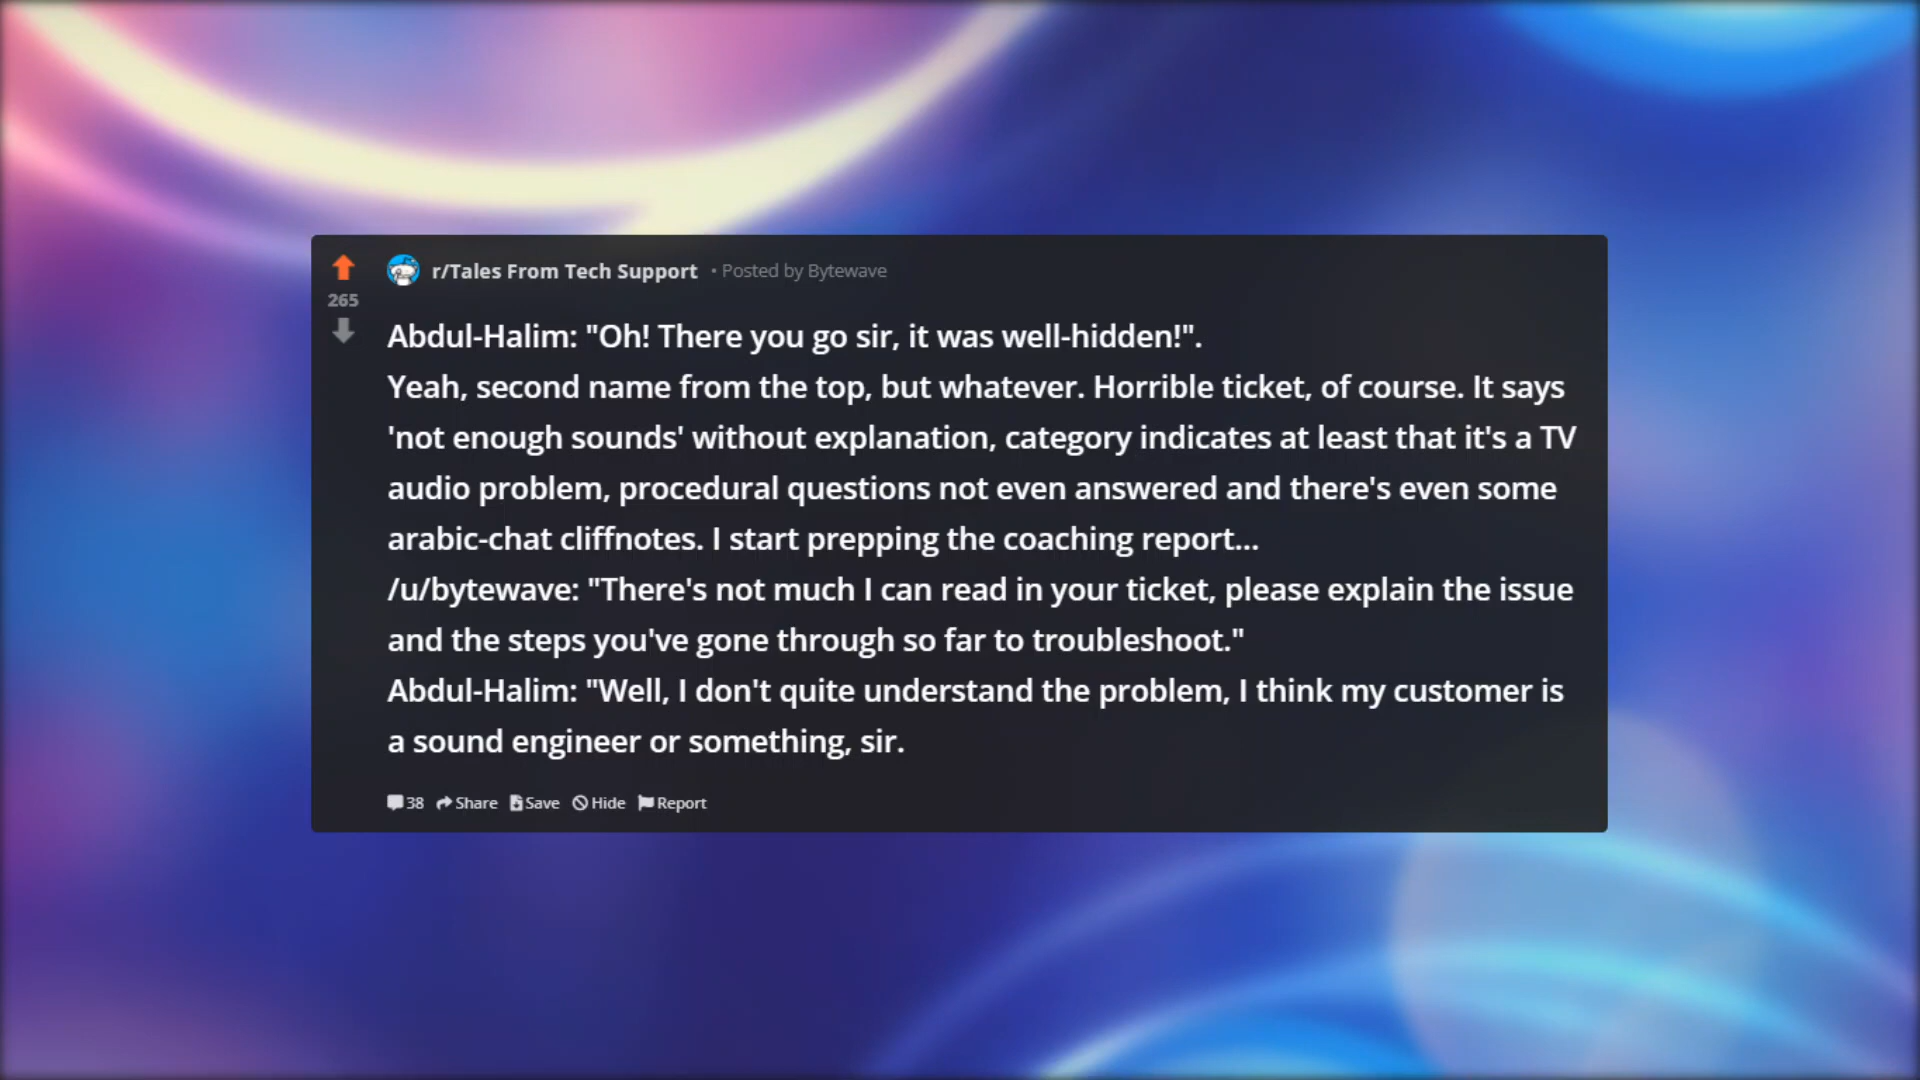 r/Tales From Tech Support • Posted by Bytewave
265
Abdul-Halim: "Oh! There you go sir, it was well-hidden!".
Yeah, second name from the top, but whatever. Horrible ticket, of course. It says
'not enough sounds' without explanation, category indicates at least that it's a TV
audio problem, procedural questions not even answered and there's even some
arabic-chat cliffnotes. I start prepping the coaching report...
/u/bytewave: "There's not much I can read in your ticket, please explain the issue
and the steps you've gone through so far to troubleshoot."
Abdul-Halim: "Well, I don't quite understand the problem, I think my customer is
a sound engineer or something, sir.
38 Share Save Hide Report